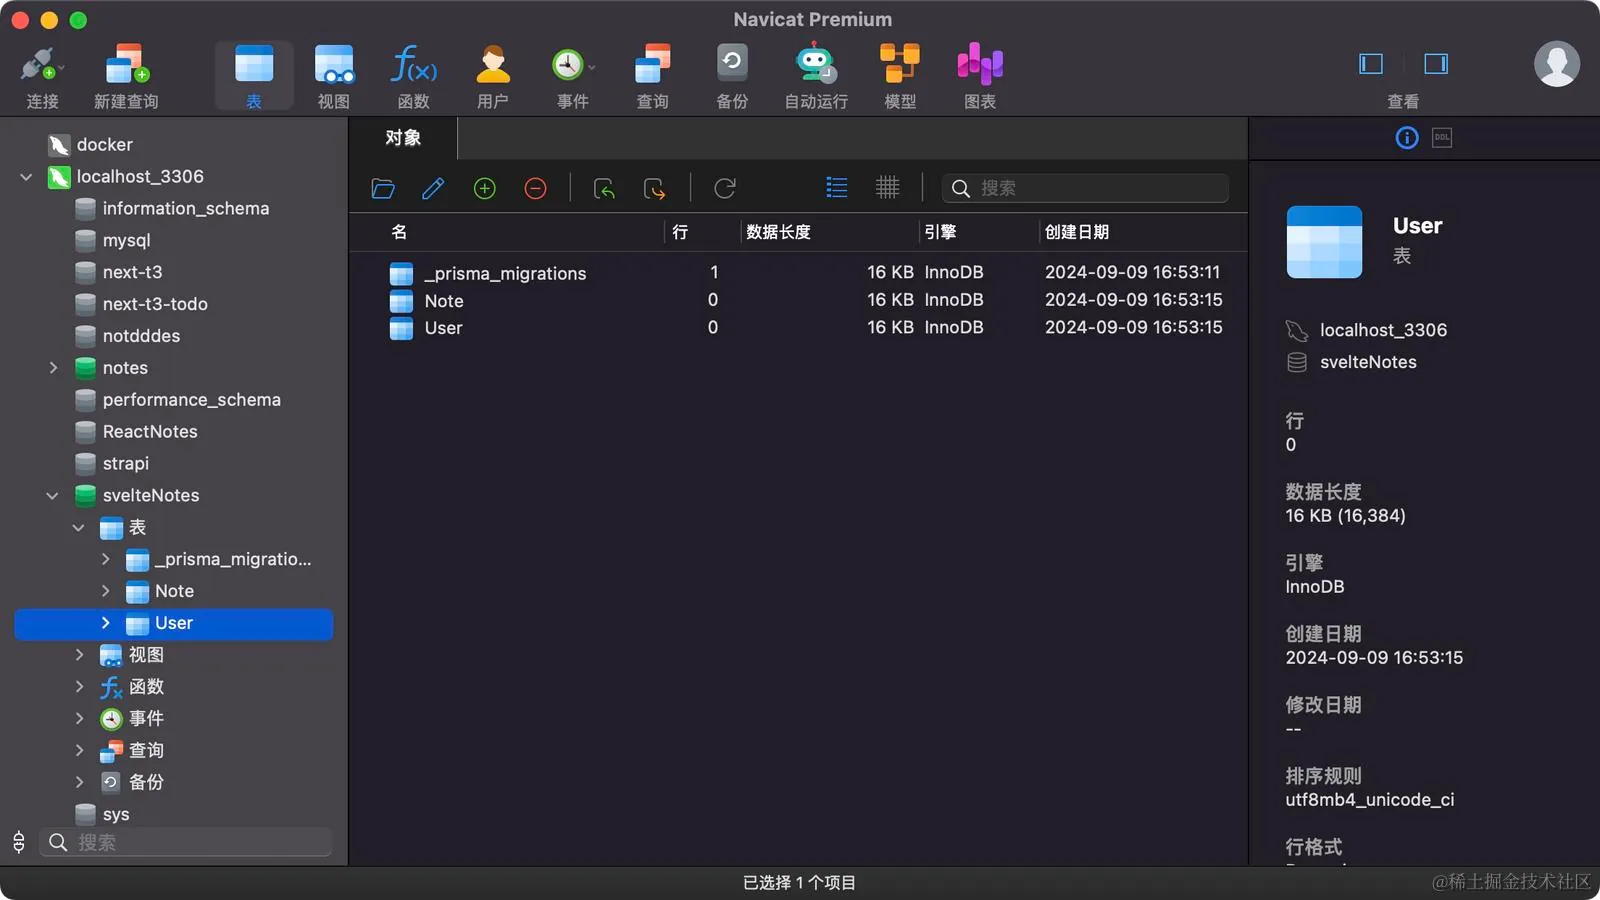 Navicat Premium
连接
新建查询
表
视图
函数
用户
事件
查询
备份
自动运行
模型
图表
查看
docker
localhost_3306
information_schema
mysql
next-t3
next-t3-todo
notdddes
notes
performance_schema
ReactNotes
strapi
svelteNotes
表
_prisma_migratio...
Note
User
视图
函数
事件
查询
备份
sys
搜索
对象
搜索
名 行 数据长度 引擎 创建日期
_prisma_migrations 1 16 KB InnoDB 2024-09-09 16:53:11
Note 0 16 KB InnoDB 2024-09-09 16:53:15
User 0 16 KB InnoDB 2024-09-09 16:53:15
DDL
User
表
localhost_3306
svelteNotes
行
0
数据长度
16 KB (16,384)
引擎
InnoDB
创建日期
2024-09-09 16:53:15
修改日期
--
排序规则
utf8mb4_unicode_ci
行格式
已选择 1 个项目
@稀土掘金技术社区